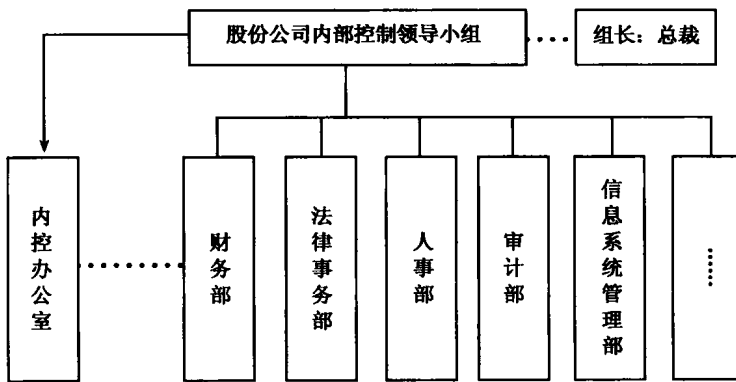 股份公司内部控制领导小组
组长：总裁
内控办公室
财务部
法律事务部
人事部
审计部
信息系统管理部
……